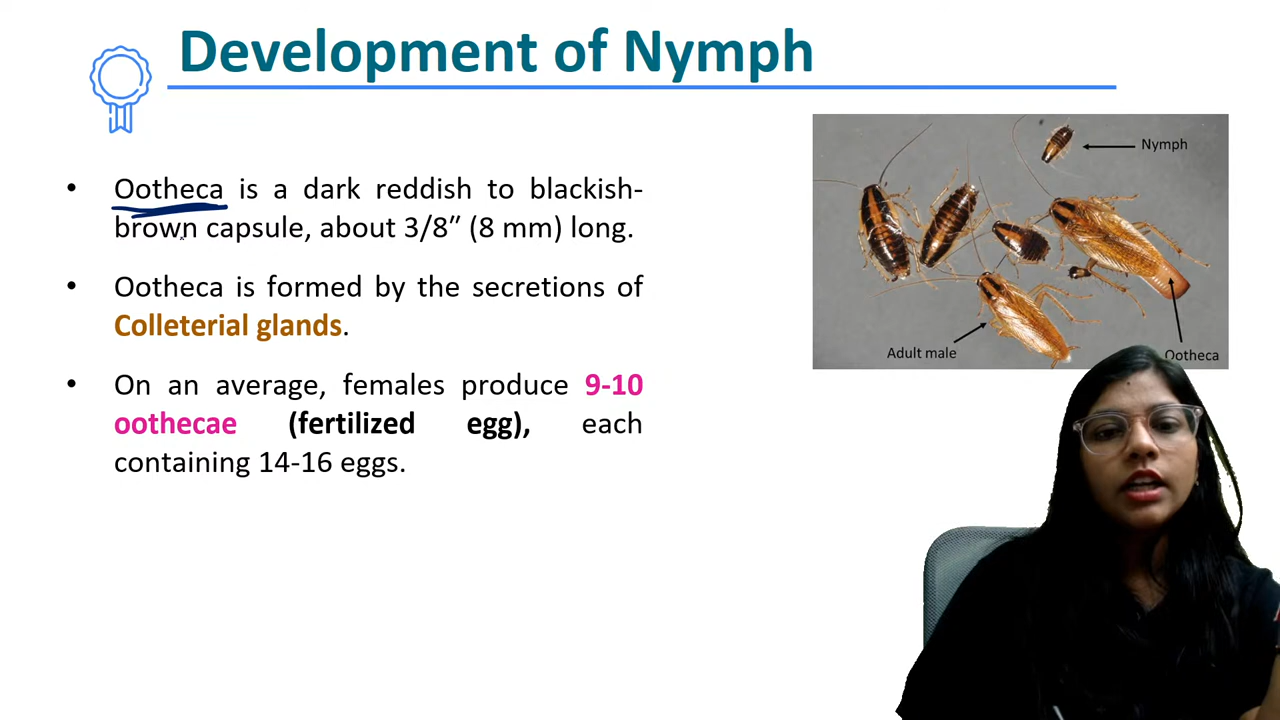 Development of Nymph
• Ootheca is a dark reddish to blackish-
brown capsule, about 3/8″ (8 mm) long.
• Ootheca is formed by the secretions of
Colleterial glands.
• On an average, females produce 9-10
oothecae (fertilized egg), each
containing 14-16 eggs.
Nymph
Adult male
Ootheca